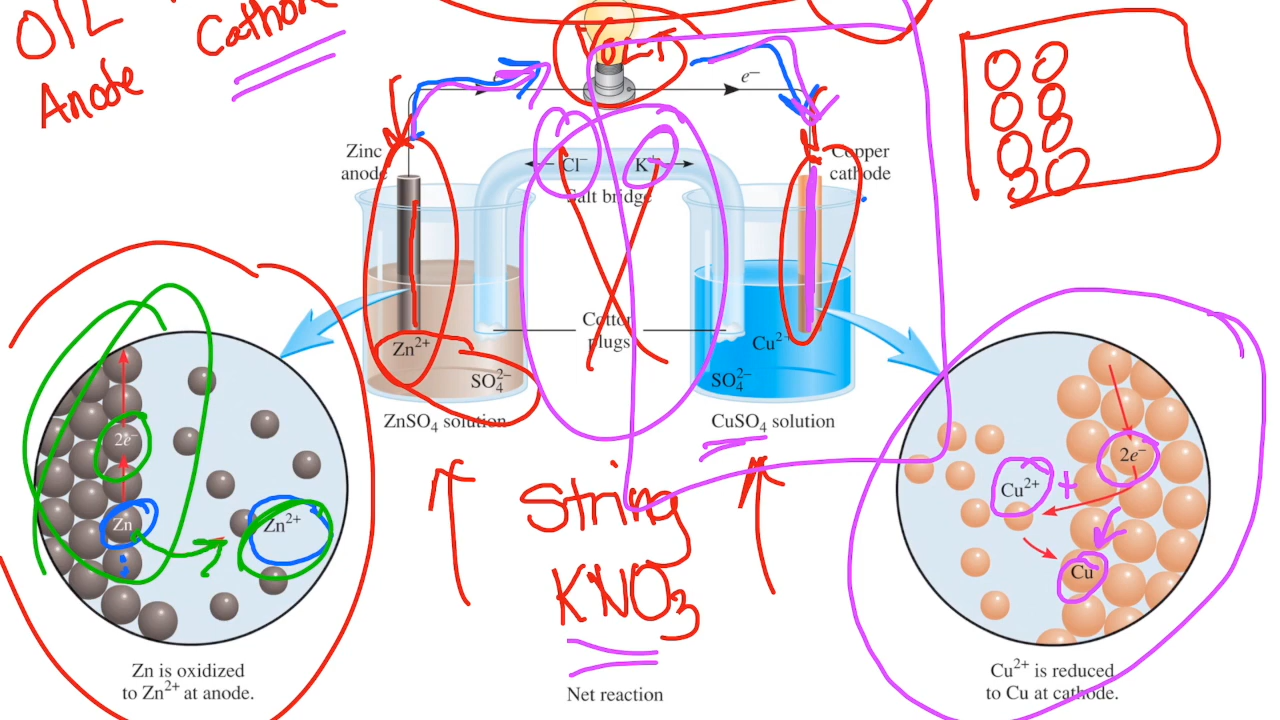 OIL
Anode
Cathode
VOLT
e⁻
Zinc
anode
Cl⁻
K⁺
Salt bridge
Copper
cathode
Cotton
plugs
Zn²⁺
SO₄²⁻
Cu²⁺
SO₄²⁻
ZnSO₄ solution
CuSO₄ solution
2e⁻
Zn
Zn²⁺
String
KNO₃
2e⁻
Cu²⁺ +
Cu
Zn is oxidized
to Zn²⁺ at anode.
Net reaction
Cu²⁺ is reduced
to Cu at cathode.